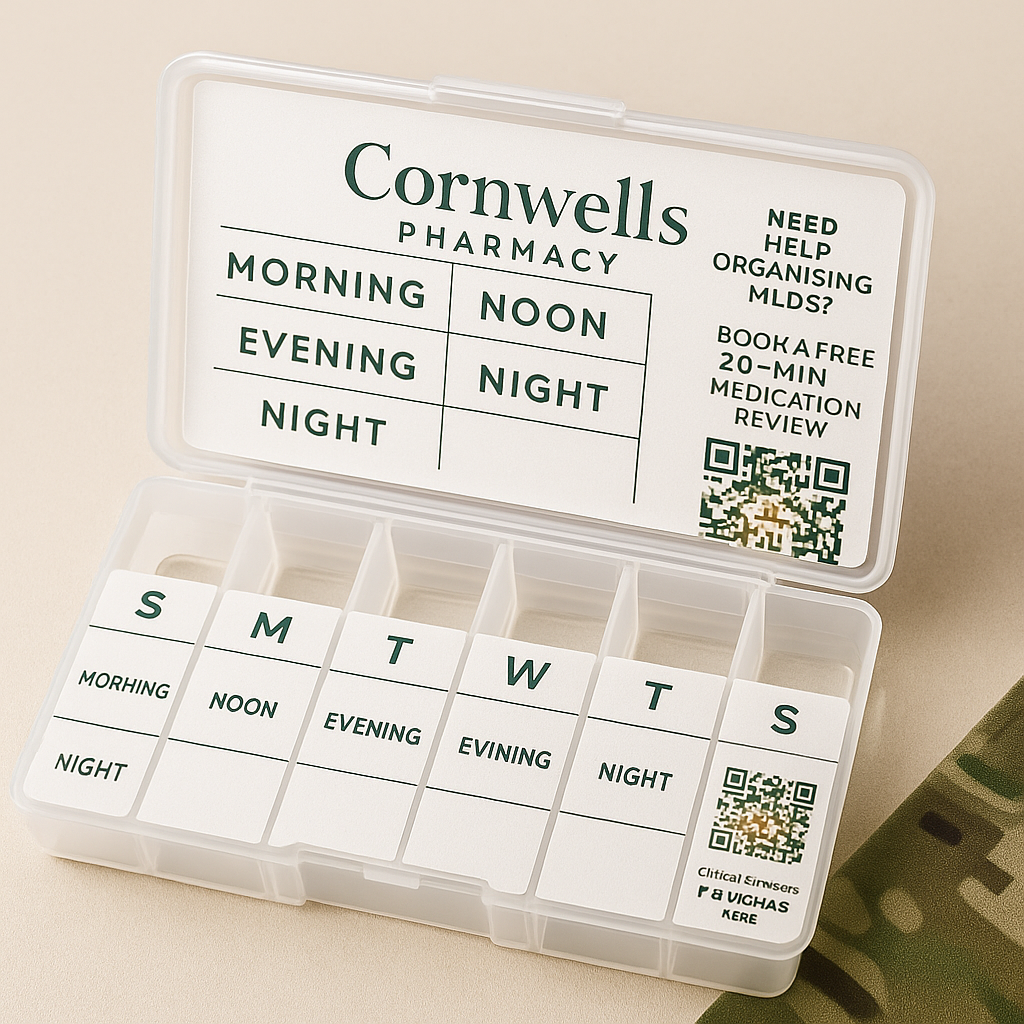 Cornwells
PHARMACY
MORNING
NOON
EVENING
NIGHT
NIGHT
NEED
HELP
ORGANISING
MLDS?
BOOK A FREE
20-MIN
MEDICATION
REVIEW
S
M
T
W
T
S
MORHING
NOON
EVENING
EVINING
NIGHT
NIGHT
KERE